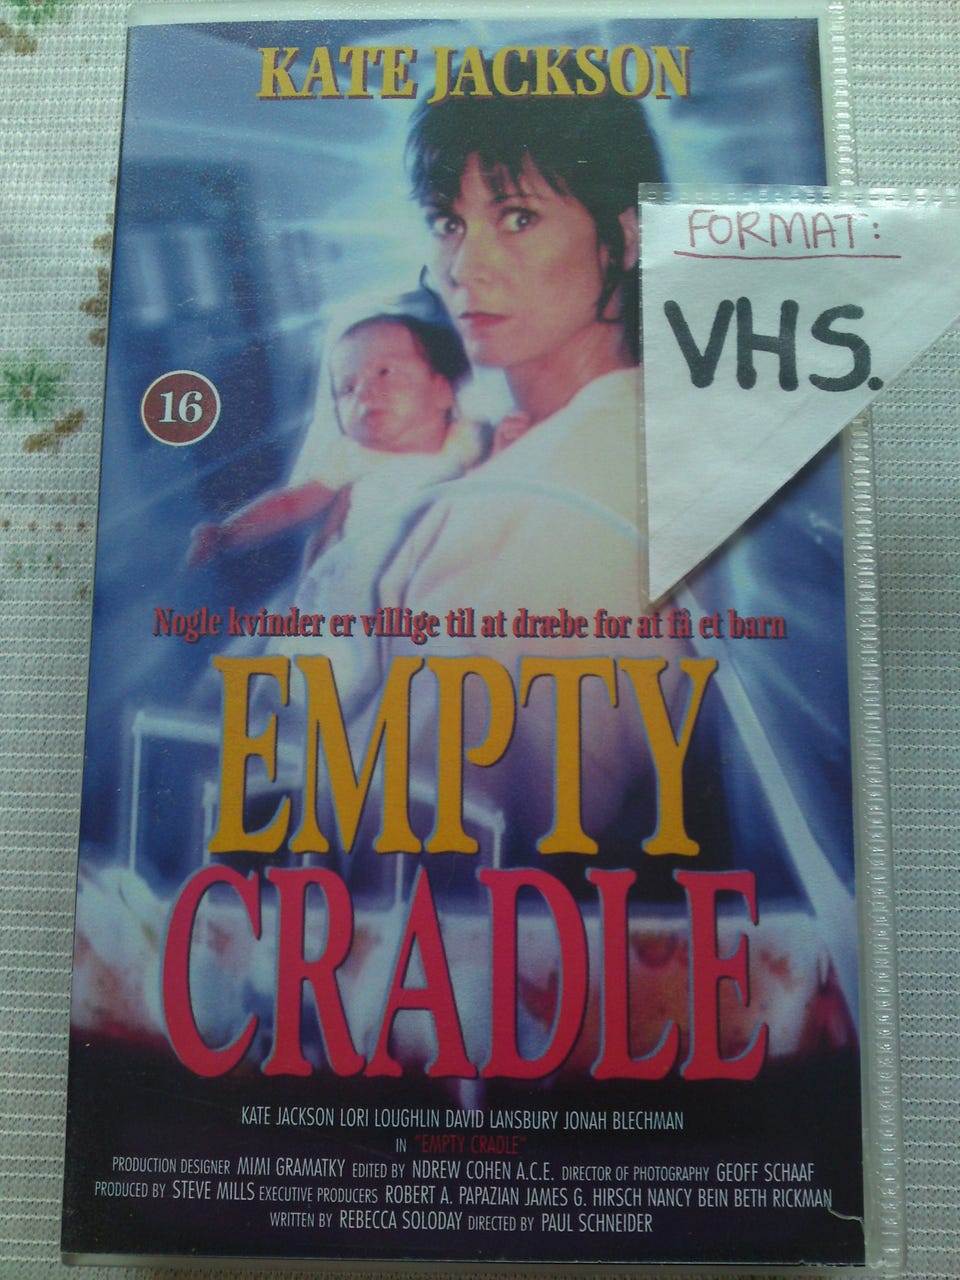 KATE JACKSON
FORMAT:
VHS.
16
Nogle kvinder er villige til at dræbe for at få et barn
EMPTY
CRADLE
KATE JACKSON LORI LOUGHLIN DAVID LANSBURY JONAH BLECHMAN
IN "EMPTY CRADLE"
PRODUCTION DESIGNER MIMI GRAMATKY EDITED BY NDREW COHEN A.C.E. DIRECTOR OF PHOTOGRAPHY GEOFF SCHAAF
PRODUCED BY STEVE MILLS EXECUTIVE PRODUCERS ROBERT A. PAPAZIAN JAMES G. HIRSCH NANCY BEIN BETH RICKMAN
WRITTEN BY REBECCA SOLODAY DIRECTED BY PAUL SCHNEIDER